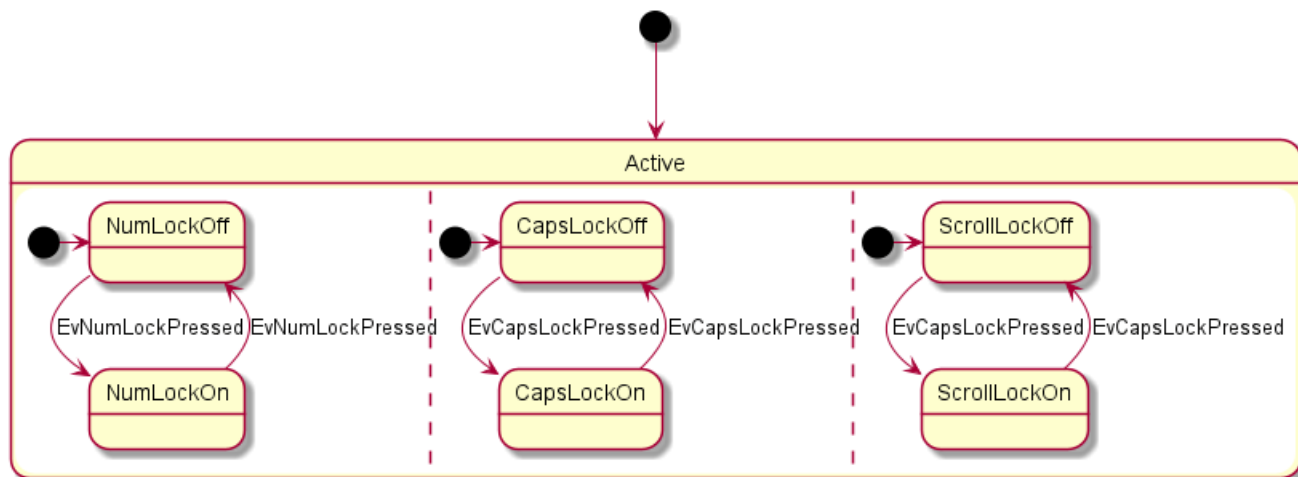 Active
NumLockOff
CapsLockOff
ScrollLockOff
EvNumLockPressed
EvNumLockPressed
EvCapsLockPressed
EvCapsLockPressed
EvCapsLockPressed
EvCapsLockPressed
NumLockOn
CapsLockOn
ScrollLockOn